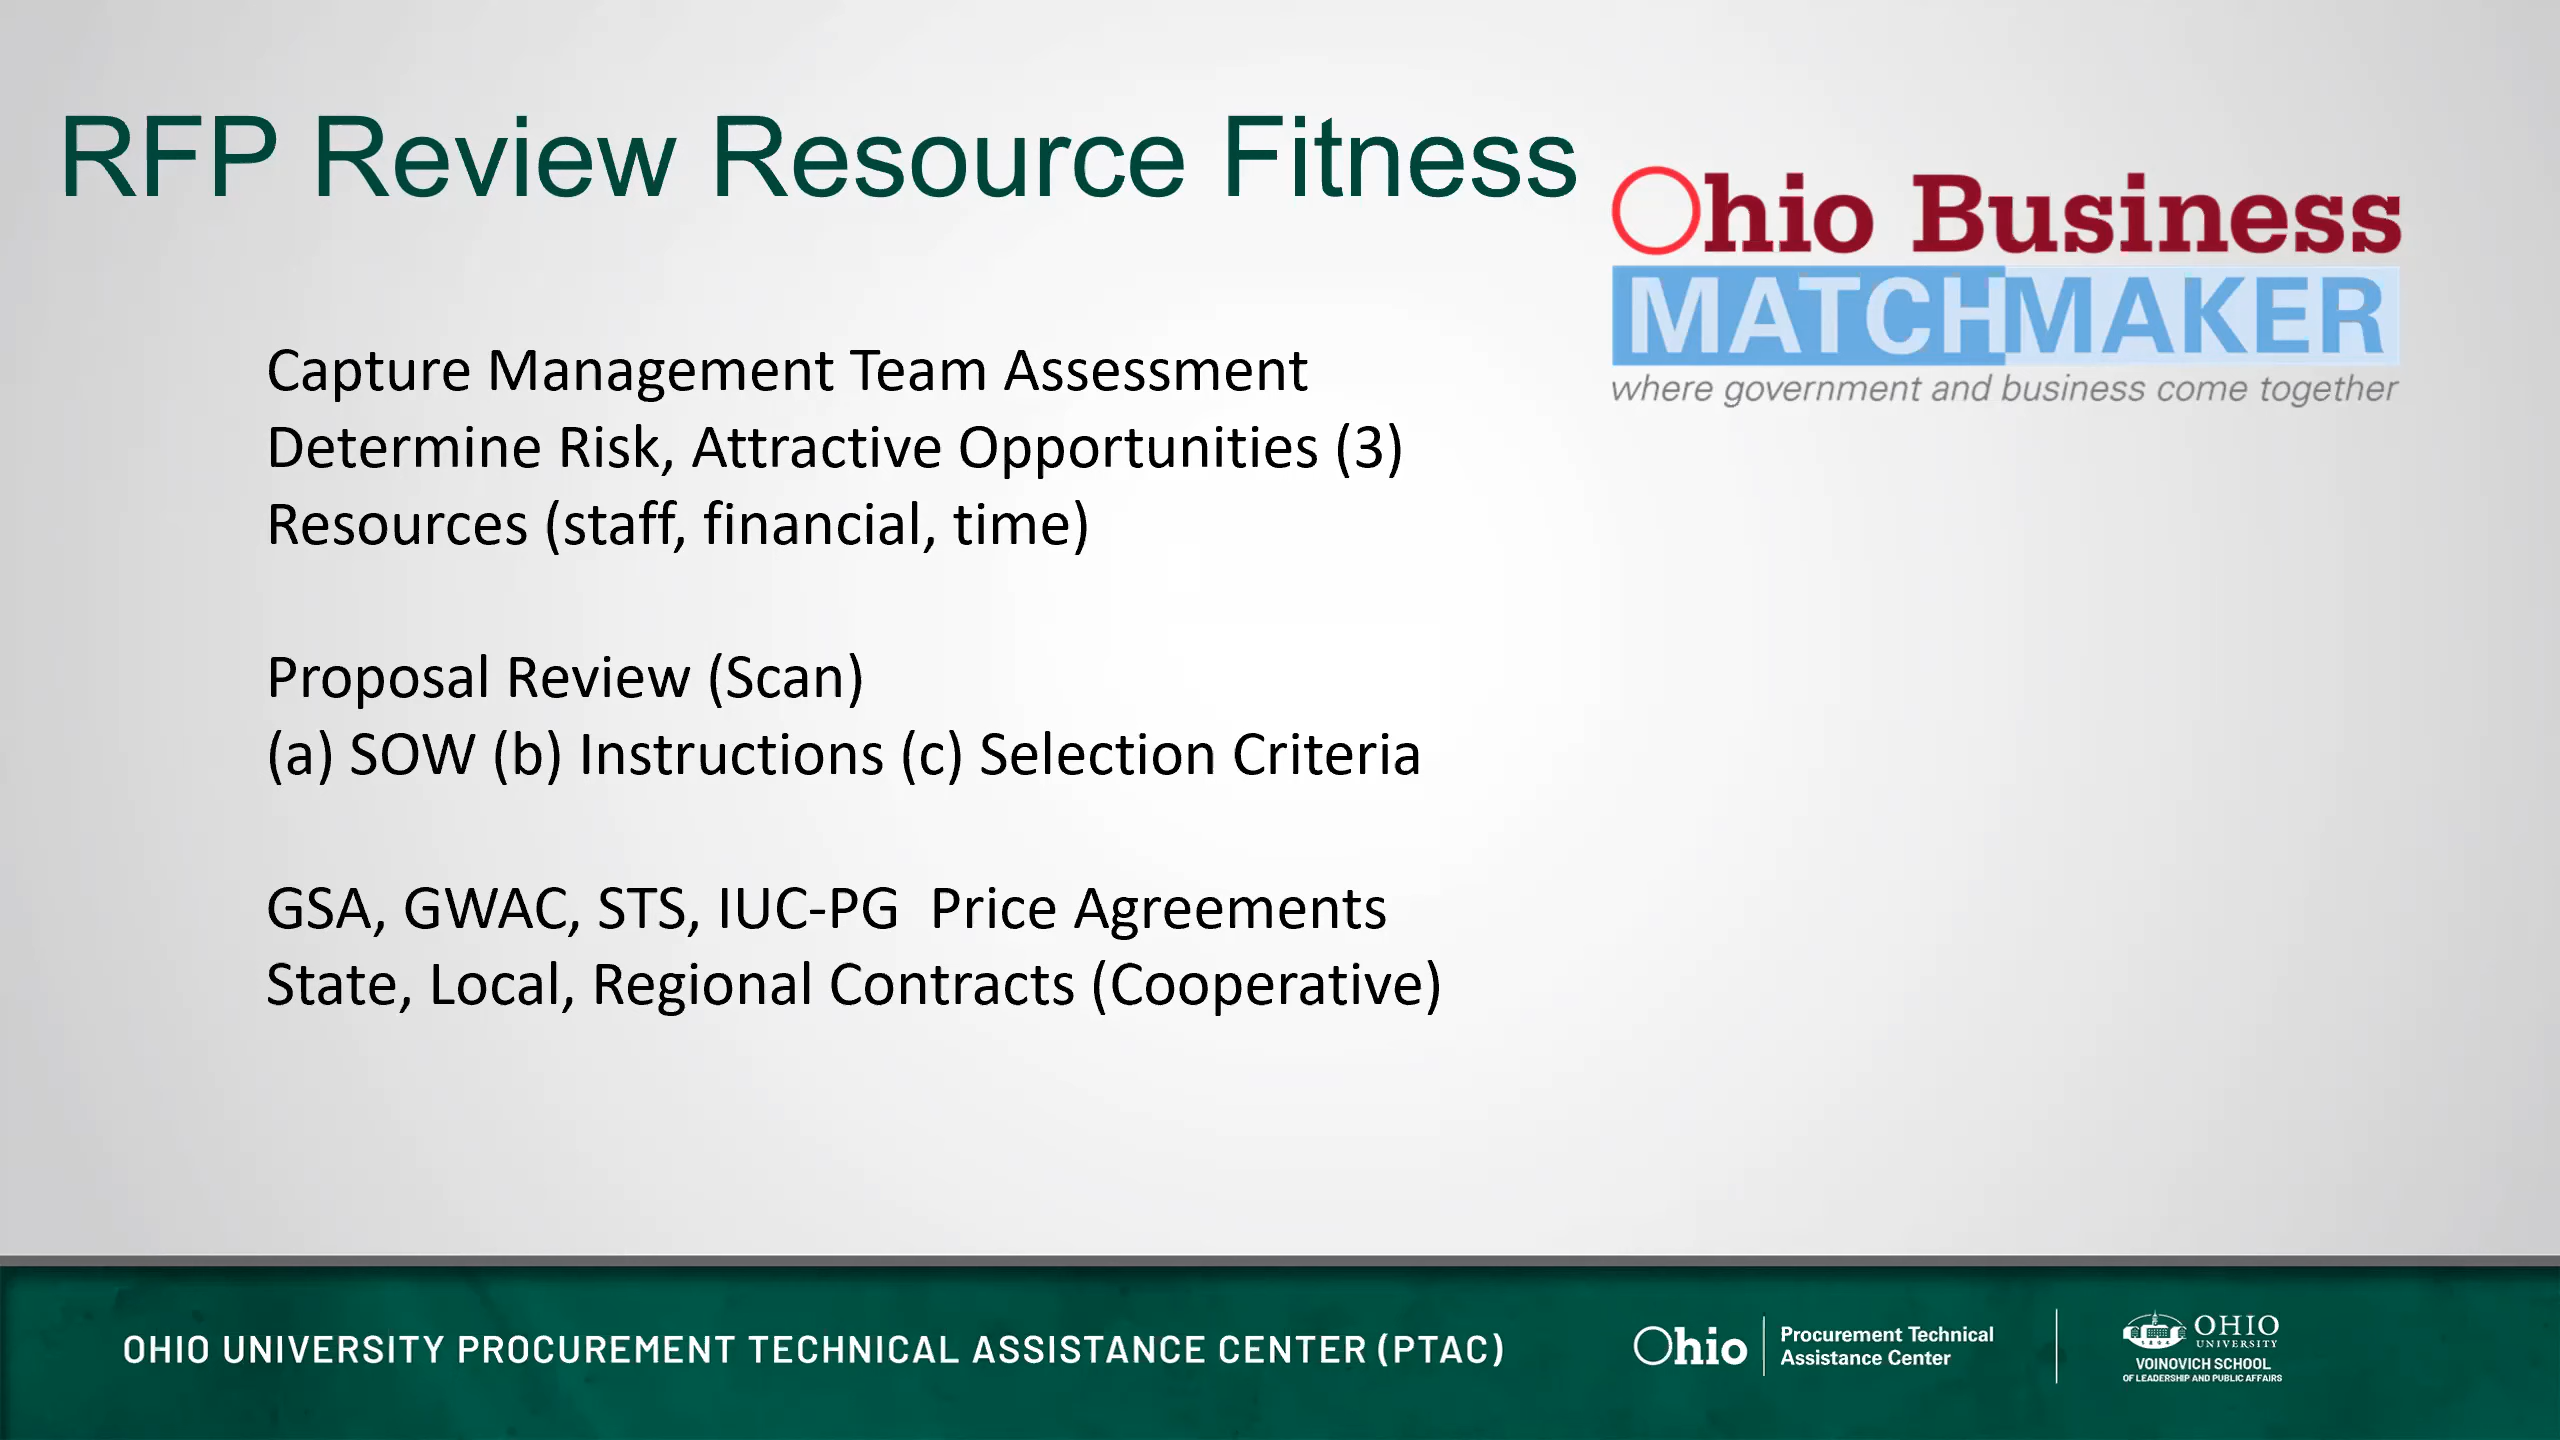 RFP Review Resource Fitness
Ohio Business
MATCHMAKER
where government and business come together
Capture Management Team Assessment
Determine Risk, Attractive Opportunities (3)
Resources (staff, financial, time)
Proposal Review (Scan)
(a) SOW (b) Instructions (c) Selection Criteria
GSA, GWAC, STS, IUC-PG  Price Agreements
State, Local, Regional Contracts (Cooperative)
OHIO UNIVERSITY PROCUREMENT TECHNICAL ASSISTANCE CENTER (PTAC)
Ohio
Procurement Technical
Assistance Center
OHIO
UNIVERSITY
VOINOVICH SCHOOL
OF LEADERSHIP AND PUBLIC AFFAIRS